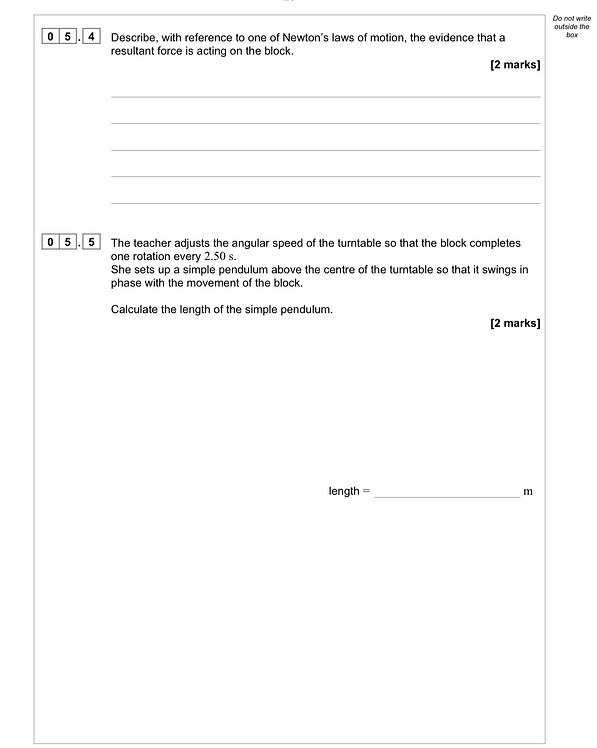 Do not write
outside the
box
0 5 . 4 Describe, with reference to one of Newton's laws of motion, the evidence that a
resultant force is acting on the block.
[2 marks]
0 5 . 5 The teacher adjusts the angular speed of the turntable so that the block completes
one rotation every 2.50 s.
She sets up a simple pendulum above the centre of the turntable so that it swings in
phase with the movement of the block.
Calculate the length of the simple pendulum.
[2 marks]
length = m